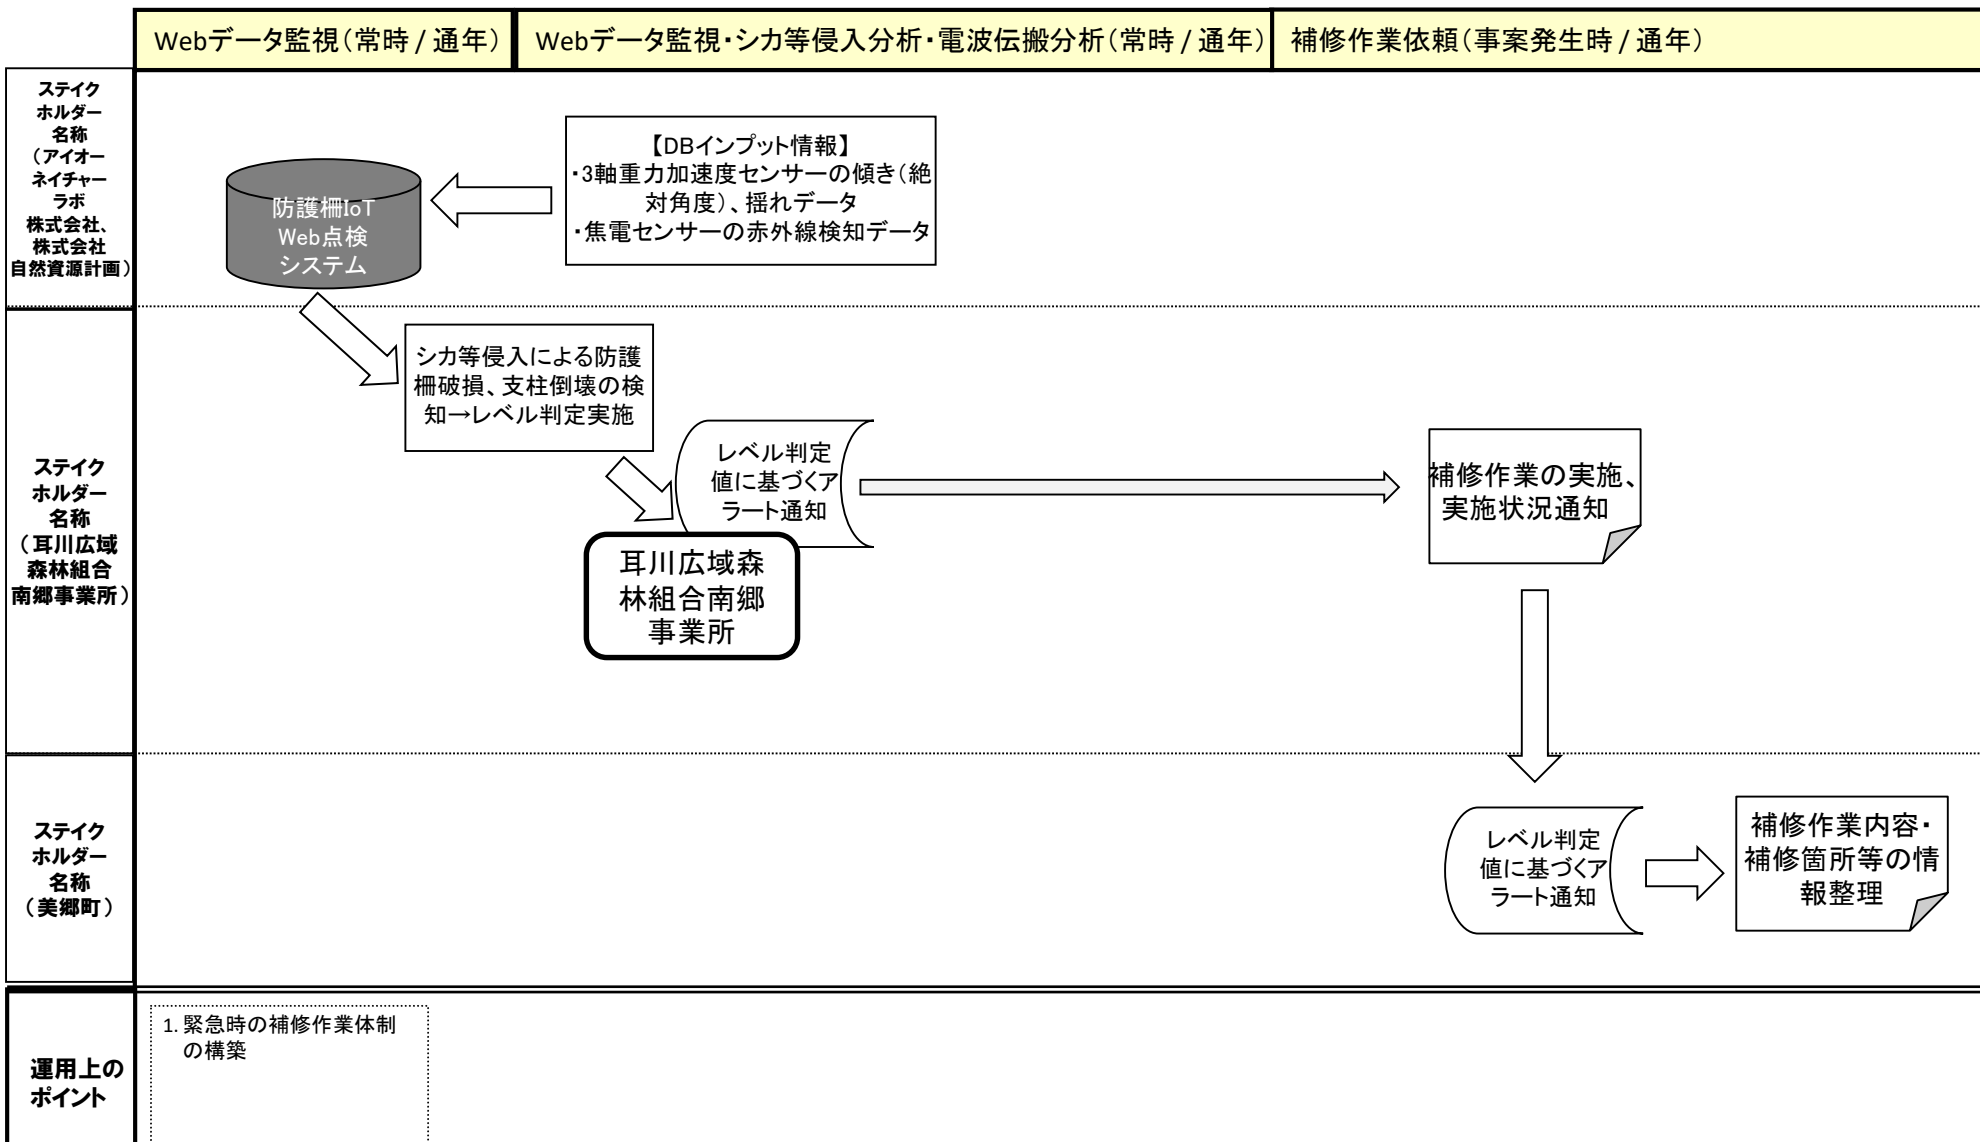 Webデータ監視（常時 / 通年）
Webデータ監視・シカ等侵入分析・電波伝搬分析（常時 / 通年）
補修作業依頼（事案発生時 / 通年）
ステイク
ホルダー
名称
（アイオー
ネイチャー
ラボ
株式会社、
株式会社
自然資源計画）
防護柵IoT
Web点検
システム
【DBインプット情報】
・3軸重力加速度センサーの傾き（絶
対角度）、揺れデータ
・焦電センサーの赤外線検知データ
ステイク
ホルダー
名称
（耳川広域
森林組合
南郷事業所）
シカ等侵入による防護
柵破損、支柱倒壊の検
知→レベル判定実施
レベル判定
値に基づくア
ラート通知
耳川広域森
林組合南郷
事業所
補修作業の実施、
実施状況通知
ステイク
ホルダー
名称
（美郷町）
レベル判定
値に基づくア
ラート通知
補修作業内容・
補修箇所等の情
報整理
運用上の
ポイント
1. 緊急時の補修作業体制
の構築